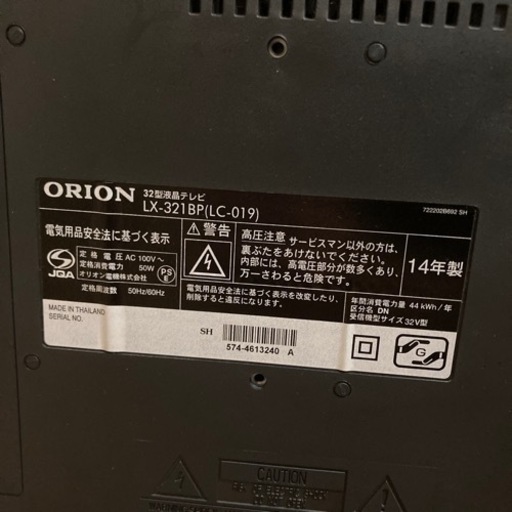 ORION
32型液晶テレビ
LX-321BP(LC-019)
722202B692 SH
電気用品安全法に基づく表示
定格電圧 AC 100V~
定格消費電力 50W
オリオン電機株式会社
定格周波数 50Hz/60Hz
JQA
PS
E
⚠警告
高圧注意 サービスマン以外の方は、
裏ぶたをあけないでください。
内部には、高電圧部分が数多くあり、
万一さわると危険です。
電気用品安全法に基づく表示を改変したり、
削除すると違反になります。
14年製
年間消費電力量 44 kWh/年
区分名 DN
受信機型サイズ 32V型
MADE IN THAILAND
SERIAL NO.
SH
574-4613240 A
G
CAUTION